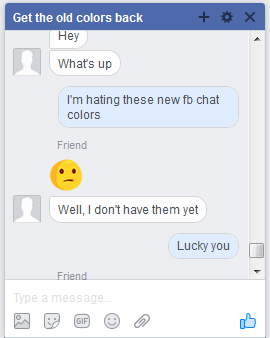 Get the old colors back
Hey
What's up
I'm hating these new fb chat
colors
Friend
Well, I don't have them yet
Lucky you
Friend
Type a message...
GIF